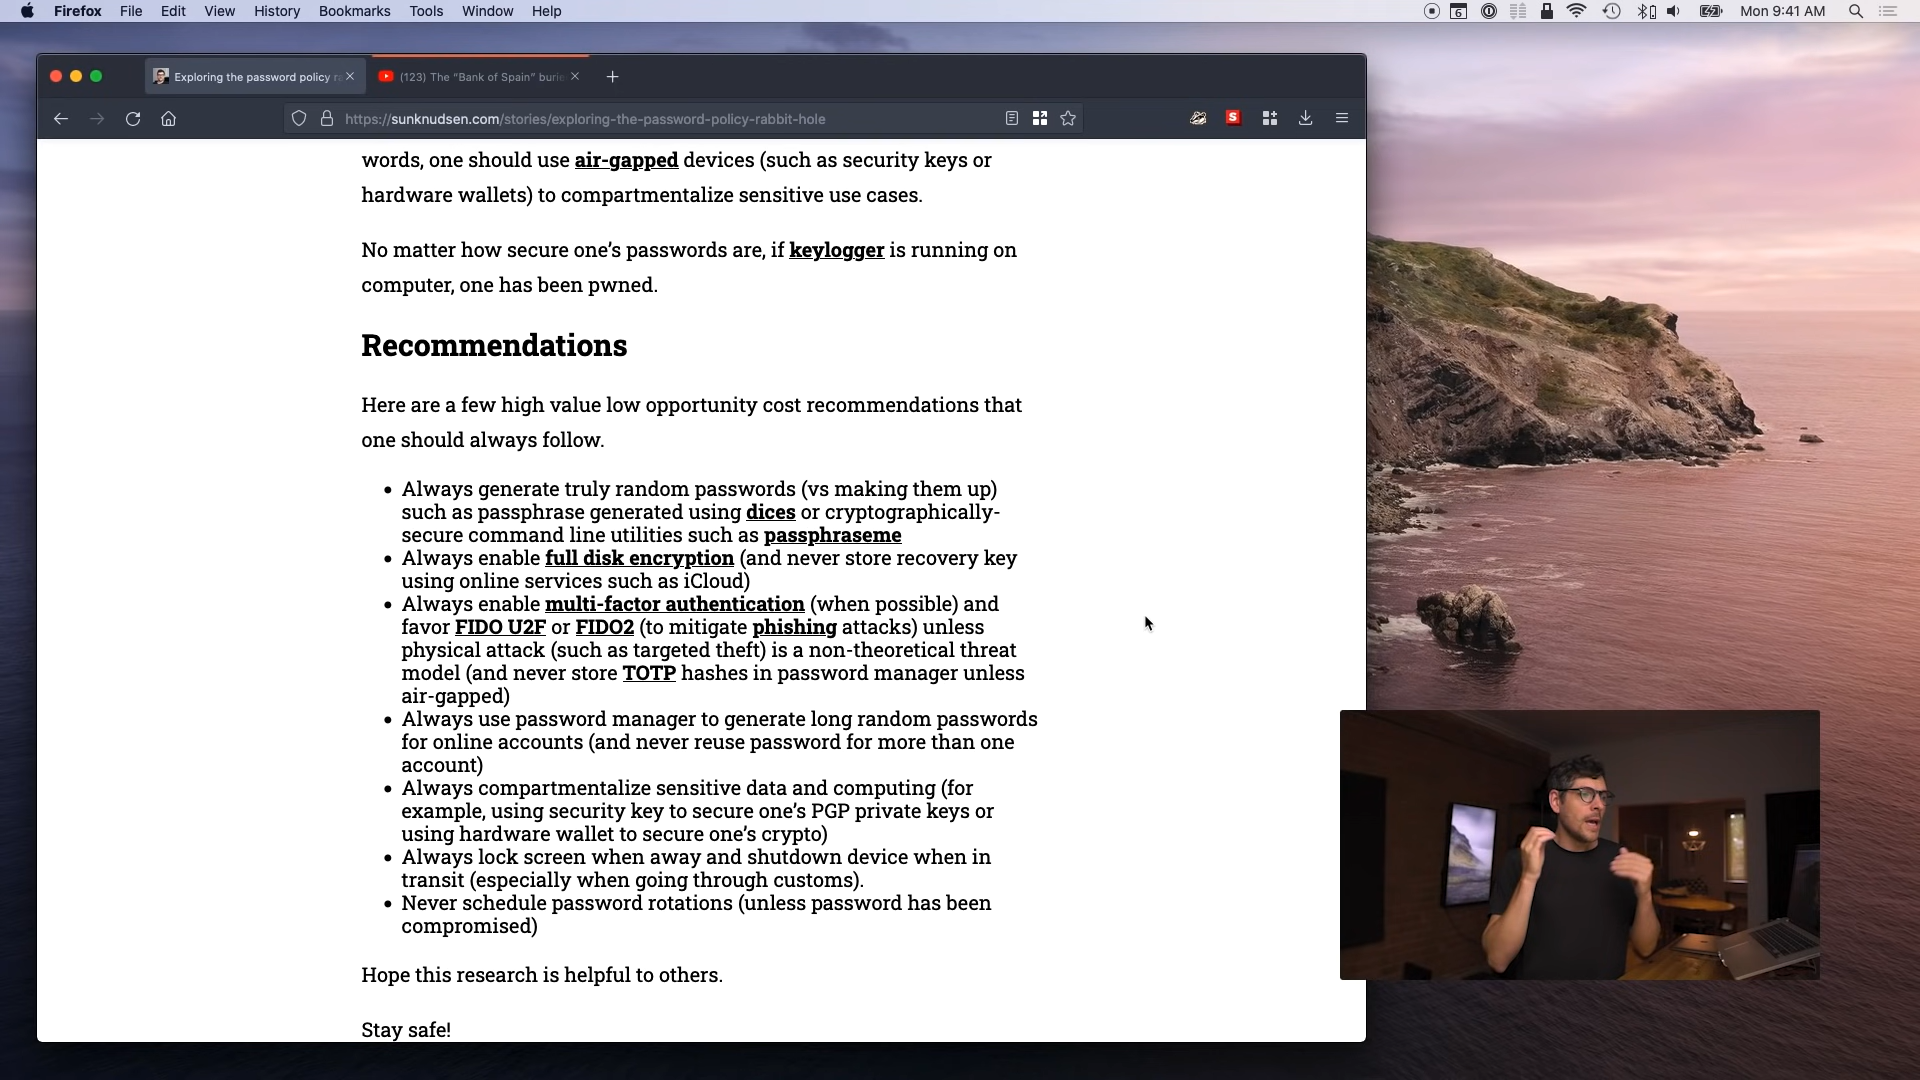 Firefox File Edit View History Bookmarks Tools Window Help 6 Mon 9:41 AM
Exploring the password policy ra (123) The “Bank of Spain” burie
https://sunknudsen.com/stories/exploring-the-password-policy-rabbit-hole S
words, one should use air-gapped devices (such as security keys or
hardware wallets) to compartmentalize sensitive use cases.
No matter how secure one’s passwords are, if keylogger is running on
computer, one has been pwned.
Recommendations
Here are a few high value low opportunity cost recommendations that
one should always follow.
• Always generate truly random passwords (vs making them up)
such as passphrase generated using dices or cryptographically-
secure command line utilities such as passphraseme
• Always enable full disk encryption (and never store recovery key
using online services such as iCloud)
• Always enable multi-factor authentication (when possible) and
favor FIDO U2F or FIDO2 (to mitigate phishing attacks) unless
physical attack (such as targeted theft) is a non-theoretical threat
model (and never store TOTP hashes in password manager unless
air-gapped)
• Always use password manager to generate long random passwords
for online accounts (and never reuse password for more than one
account)
• Always compartmentalize sensitive data and computing (for
example, using security key to secure one’s PGP private keys or
using hardware wallet to secure one’s crypto)
• Always lock screen when away and shutdown device when in
transit (especially when going through customs).
• Never schedule password rotations (unless password has been
compromised)
Hope this research is helpful to others.
Stay safe!